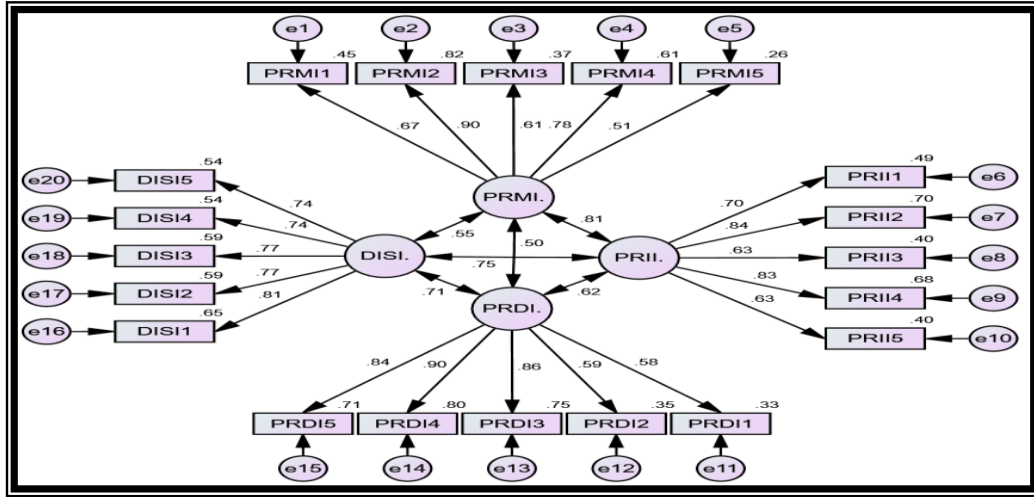 e1 e2 e3 e4 e5
.45 .82 .37 .61 .26
PRMI1 PRMI2 PRMI3 PRMI4 PRMI5
.67 .90 .61 .78 .51
.54 .49
e20 DISI5 PRII1 e6
.74 PRMI. .70
.54 .70
e19 DISI4 .81 PRII2 e7
.74 .55 .50 .84
.59 .40
e18 DISI3 .77 DISI. .75 PRII. .63 PRII3 e8
.59 .68
e17 DISI2 .77 .71 .62 .83 PRII4 e9
.65 .40
e16 DISI1 .81 PRDI. .63 PRII5 e10
.84 .90 .86 .59 .58
.71 .80 .75 .35 .33
PRDI5 PRDI4 PRDI3 PRDI2 PRDI1
e15 e14 e13 e12 e11